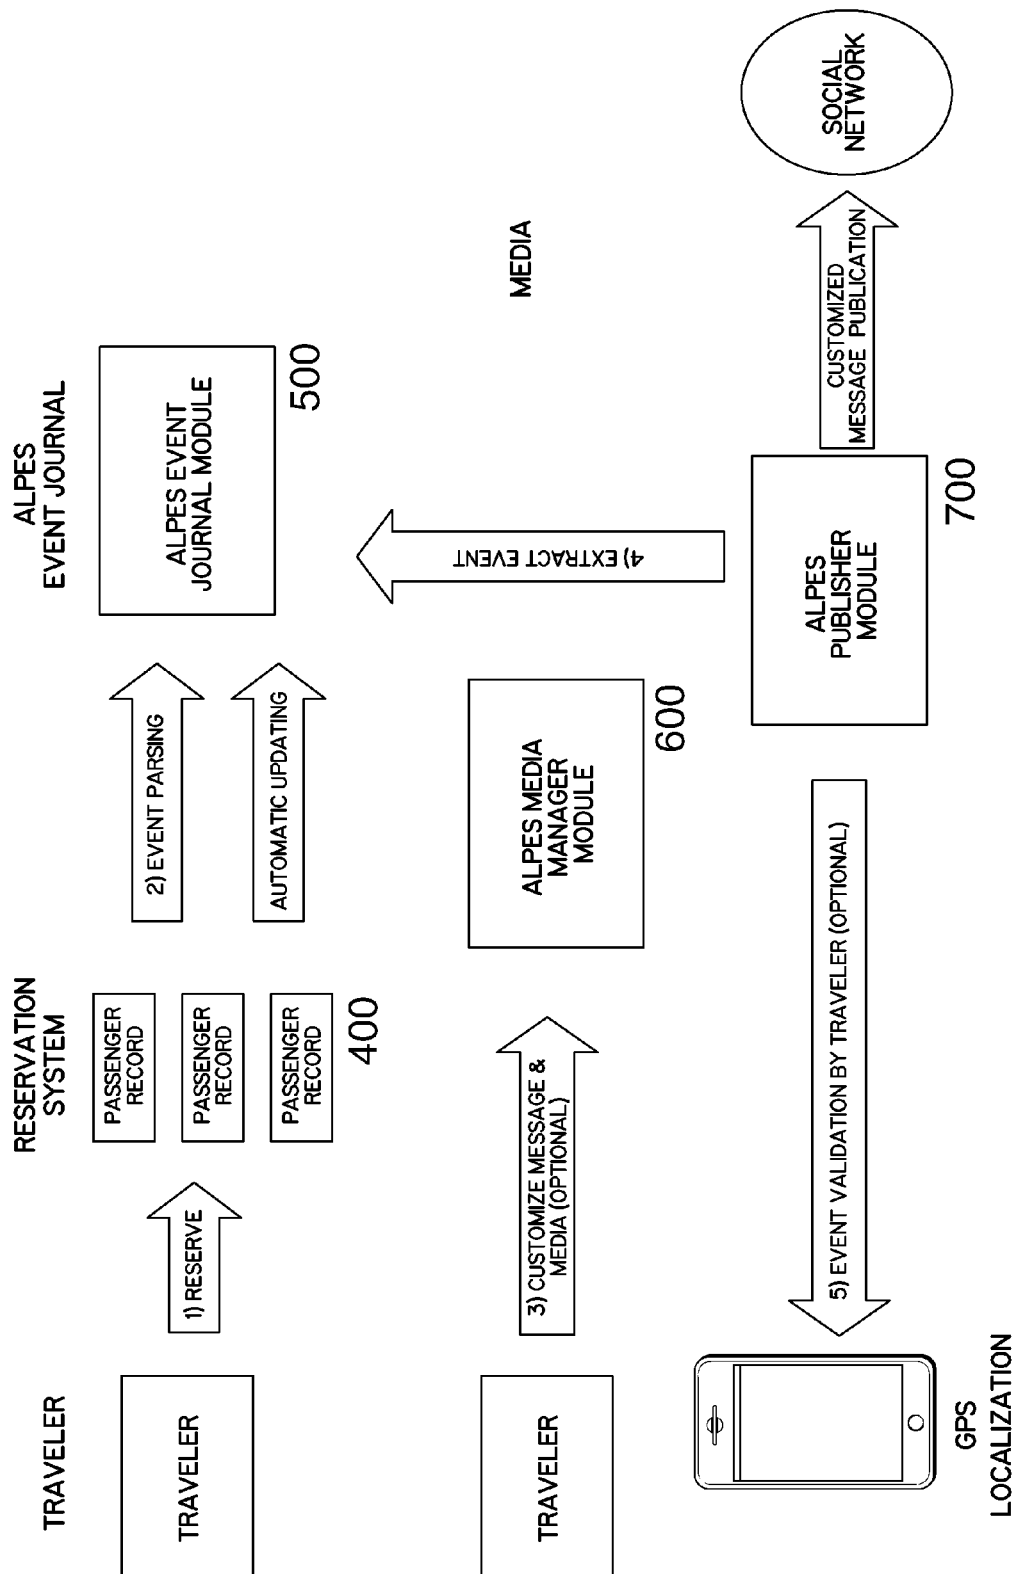 TRAVELER
RESERVATION
SYSTEM
ALPES
EVENT JOURNAL
TRAVELER
1) RESERVE
PASSENGER
RECORD
PASSENGER
RECORD
PASSENGER
RECORD
400
2) EVENT PARSING
AUTOMATIC UPDATING
ALPES EVENT
JOURNAL MODULE
500
TRAVELER
3) CUSTOMIZE MESSAGE &
MEDIA (OPTIONAL)
ALPES MEDIA
MANAGER
MODULE
600
4) EXTRACT EVENT
MEDIA
GPS
LOCALIZATION
5) EVENT VALIDATION BY TRAVELER (OPTIONAL)
ALPES
PUBLISHER
MODULE
700
CUSTOMIZED
MESSAGE PUBLICATION
SOCIAL
NETWORK